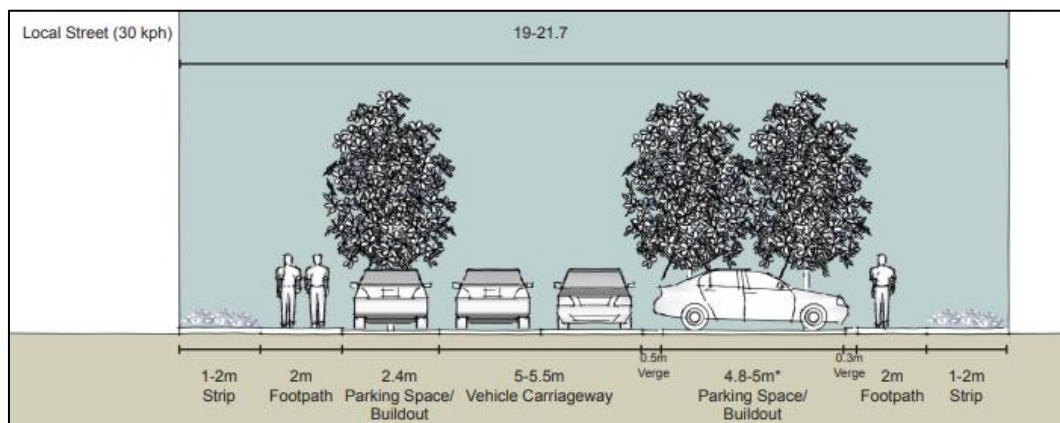 Local Street (30 kph)
19-21.7
1-2m
Strip
2m
Footpath
2.4m
Parking Space/
Buildout
5-5.5m
Vehicle Carriageway
0.5m
Verge
4.8-5m*
Parking Space/
Buildout
0.3m
Verge
2m
Footpath
1-2m
Strip